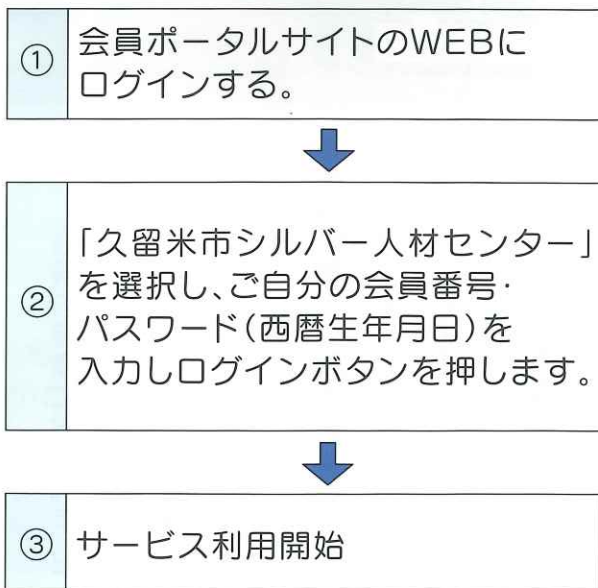 ① 会員ポータルサイトのWEBに
ログインする。
「久留米市シルバー人材センター」
を選択し、ご自分の会員番号・
② パスワード(西暦生年月日)を
入力しログインボタンを押します。
③ サービス利用開始